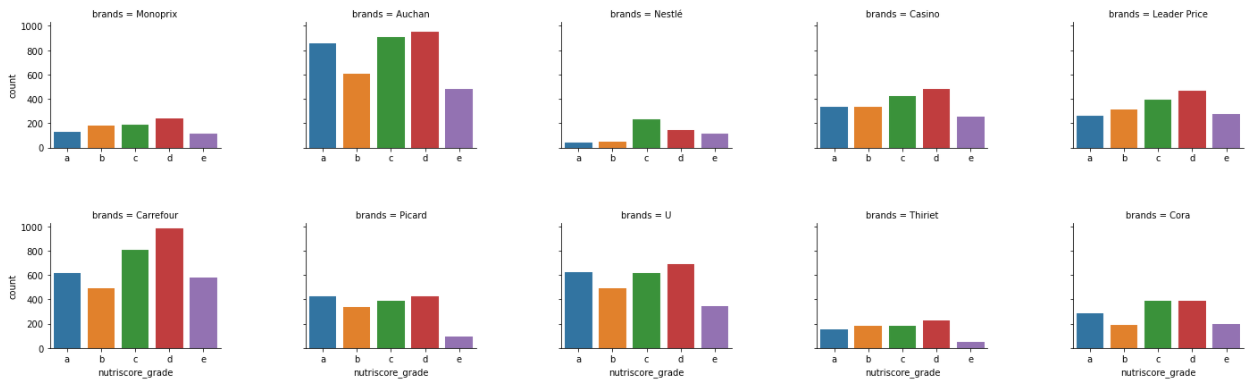 brands = Monoprix
brands = Auchan
brands = Nestlé
brands = Casino
brands = Leader Price
1000
800
600
400
200
0
count
a b c d e
a b c d e
a b c d e
a b c d e
a b c d e
brands = Carrefour
brands = Picard
brands = U
brands = Thiriet
brands = Cora
1000
800
600
400
200
0
count
a b c d e
a b c d e
a b c d e
a b c d e
a b c d e
nutriscore_grade
nutriscore_grade
nutriscore_grade
nutriscore_grade
nutriscore_grade